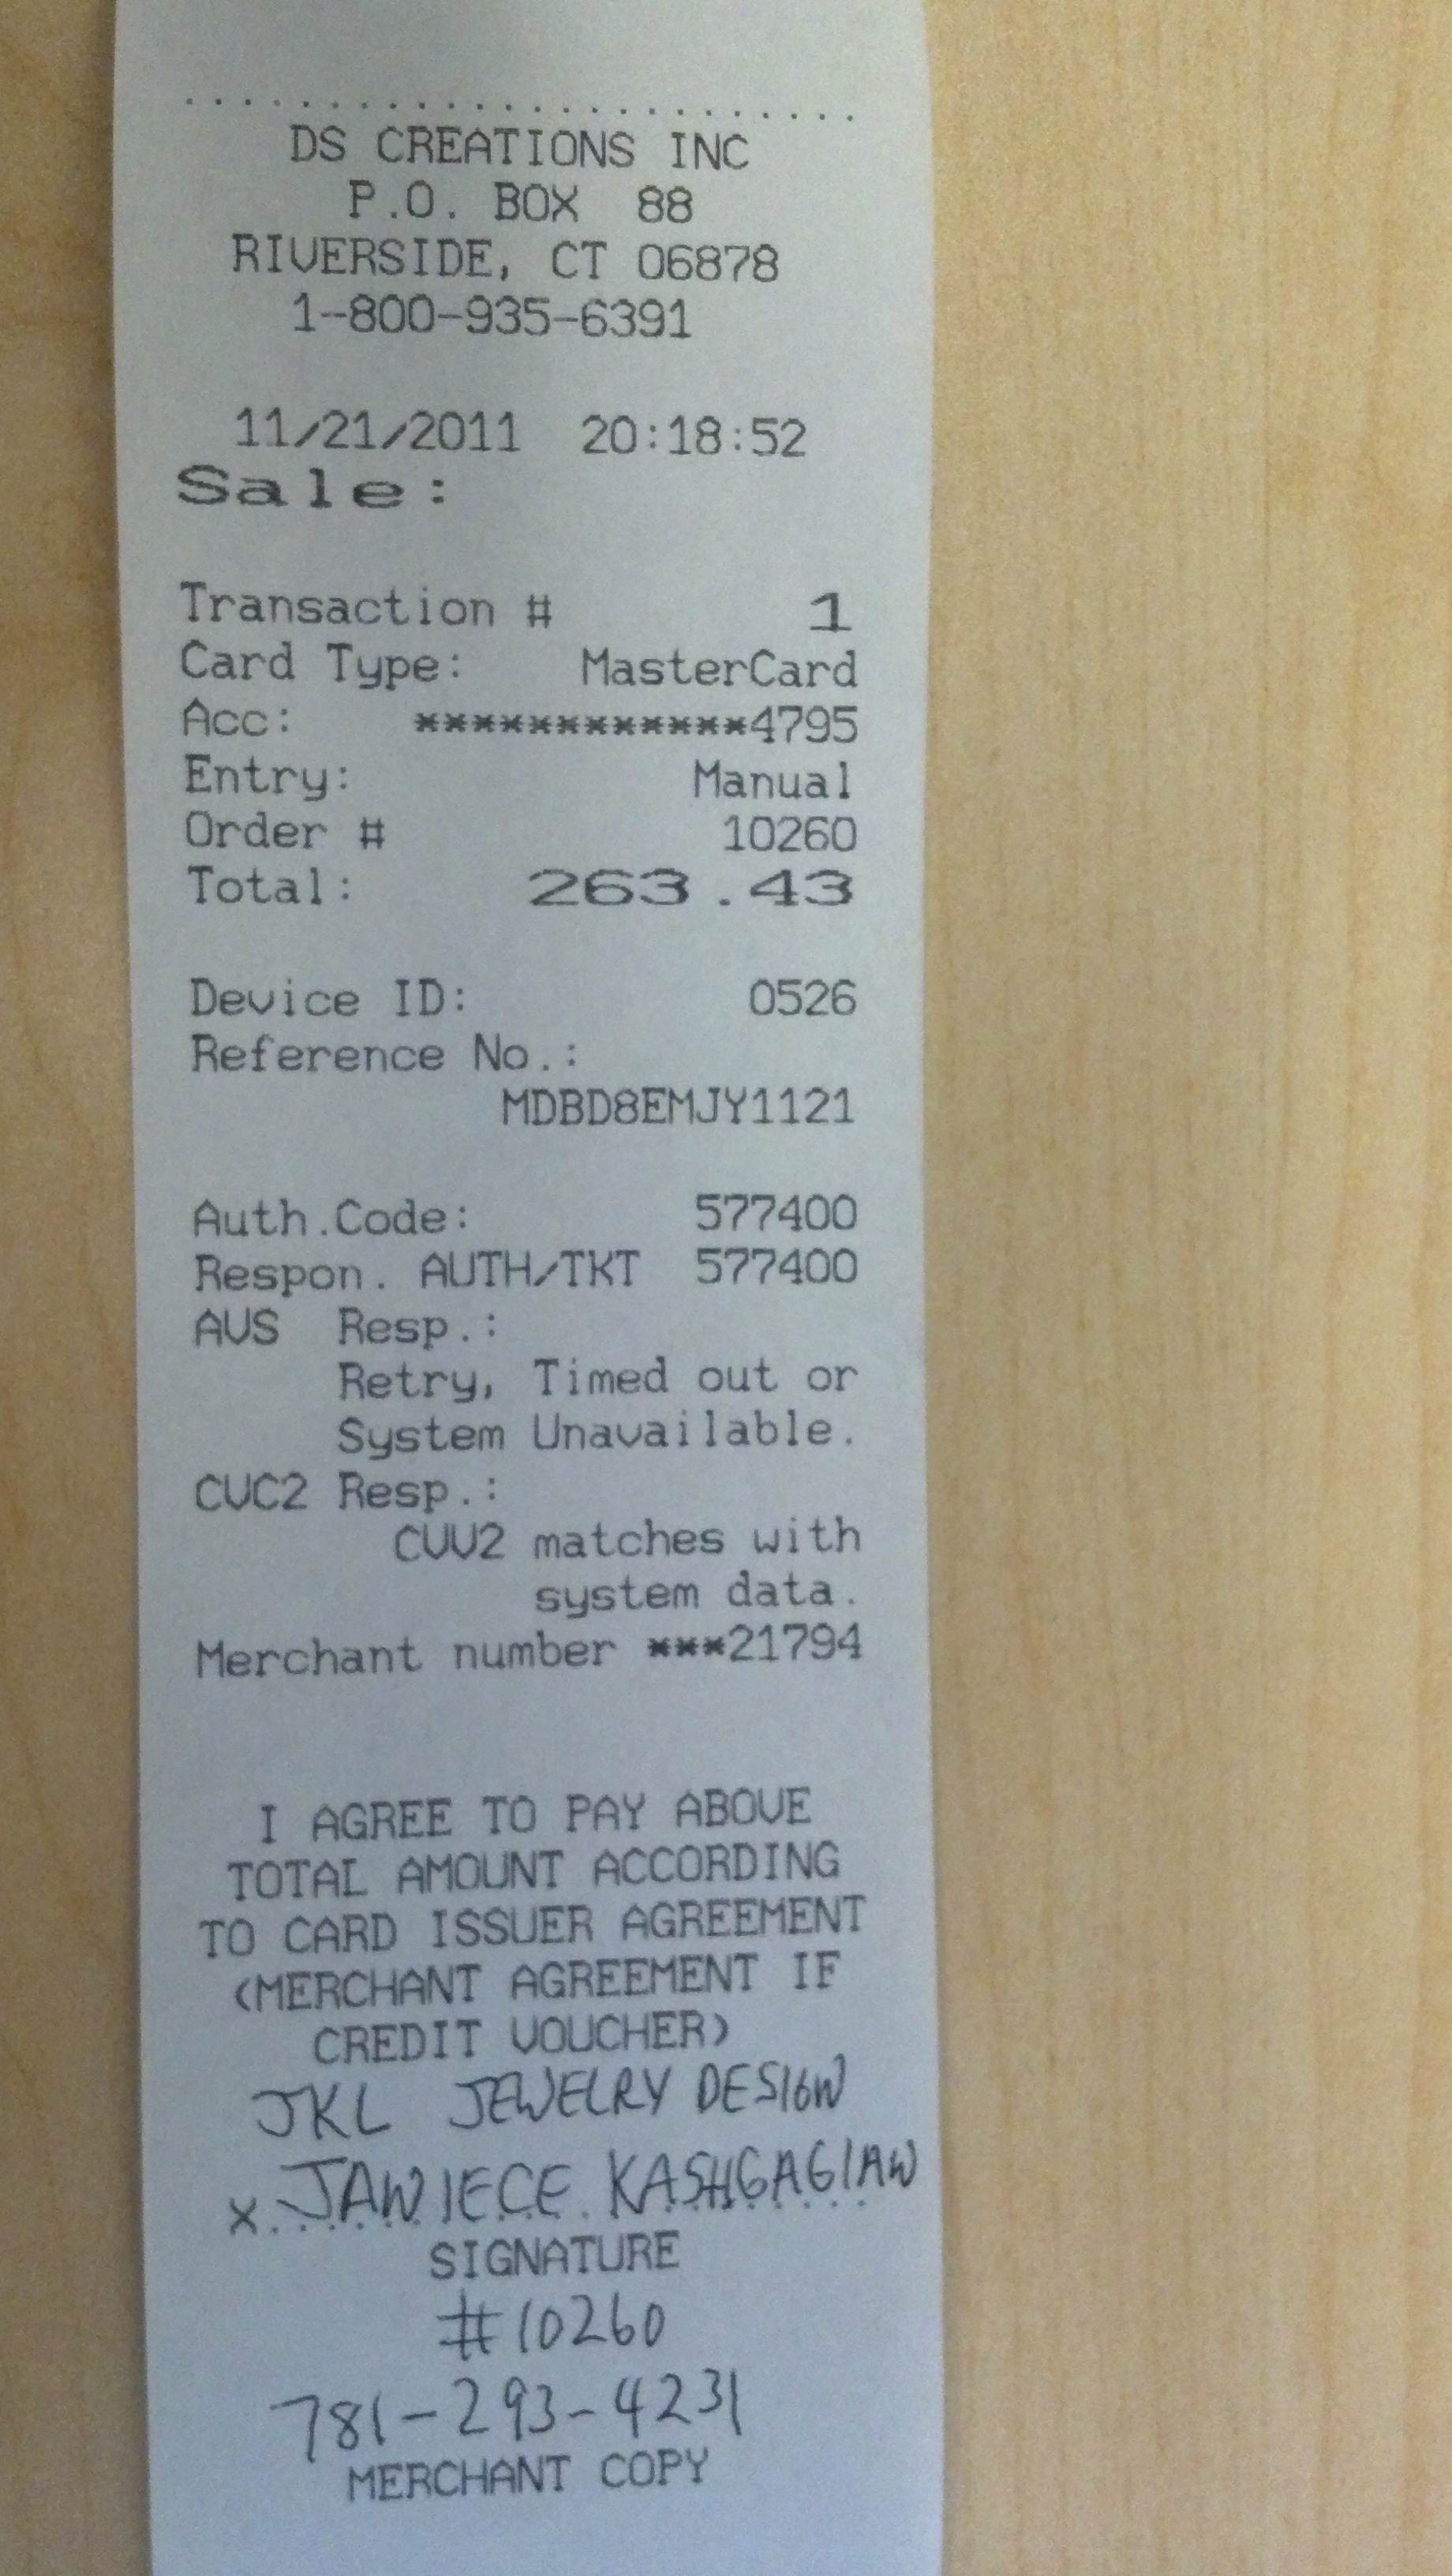 DS CREATIONS INC
P.O. BOX 88
RIVERSIDE, CT 06878
1-800-935-6391
11/21/2011 20:18:52
Sale:
Transaction # 1
Card Type: MasterCard
Acc: ************4795
Entry: Manual
Order # 10260
Total: 263.43
Device ID: 0526
Reference No.:
MDBD8EMJY1121
Auth.Code: 577400
Respon. AUTH/TKT 577400
AVS Resp.:
Retry, Timed out or
System Unavailable.
CVC2 Resp.:
CVV2 matches with
system data.
Merchant number ***21794
I AGREE TO PAY ABOVE
TOTAL AMOUNT ACCORDING
TO CARD ISSUER AGREEMENT
(MERCHANT AGREEMENT IF
CREDIT VOUCHER)
JKL JEWELRY DESIGN
x JANIECE KASHGAGIAN
SIGNATURE
#10260
781-293-4231
MERCHANT COPY